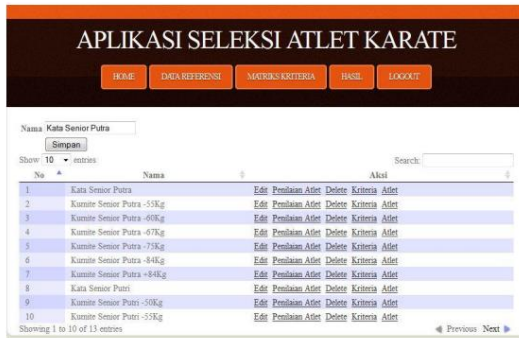 APLIKASI SELEKSI ATLET KARATE
HOME DATA REFERENSI MATRIKS KRITERIA HASIL LOGOUT
Nama Kata Senior Putra
Simpan
Show 10 entries Search:
No Nama Aksi
1 Kata Senior Putra Edit Penilaian Atlet Delete Kriteria Atlet
2 Kumite Senior Putra -55Kg Edit Penilaian Atlet Delete Kriteria Atlet
3 Kumite Senior Putra -60Kg Edit Penilaian Atlet Delete Kriteria Atlet
4 Kumite Senior Putra -67Kg Edit Penilaian Atlet Delete Kriteria Atlet
5 Kumite Senior Putra -75Kg Edit Penilaian Atlet Delete Kriteria Atlet
6 Kumite Senior Putra -84Kg Edit Penilaian Atlet Delete Kriteria Atlet
7 Kumite Senior Putra +84Kg Edit Penilaian Atlet Delete Kriteria Atlet
8 Kata Senior Putri Edit Penilaian Atlet Delete Kriteria Atlet
9 Kumite Senior Putri -50Kg Edit Penilaian Atlet Delete Kriteria Atlet
10 Kumite Senior Putri -55Kg Edit Penilaian Atlet Delete Kriteria Atlet
Showing 1 to 10 of 13 entries Previous Next